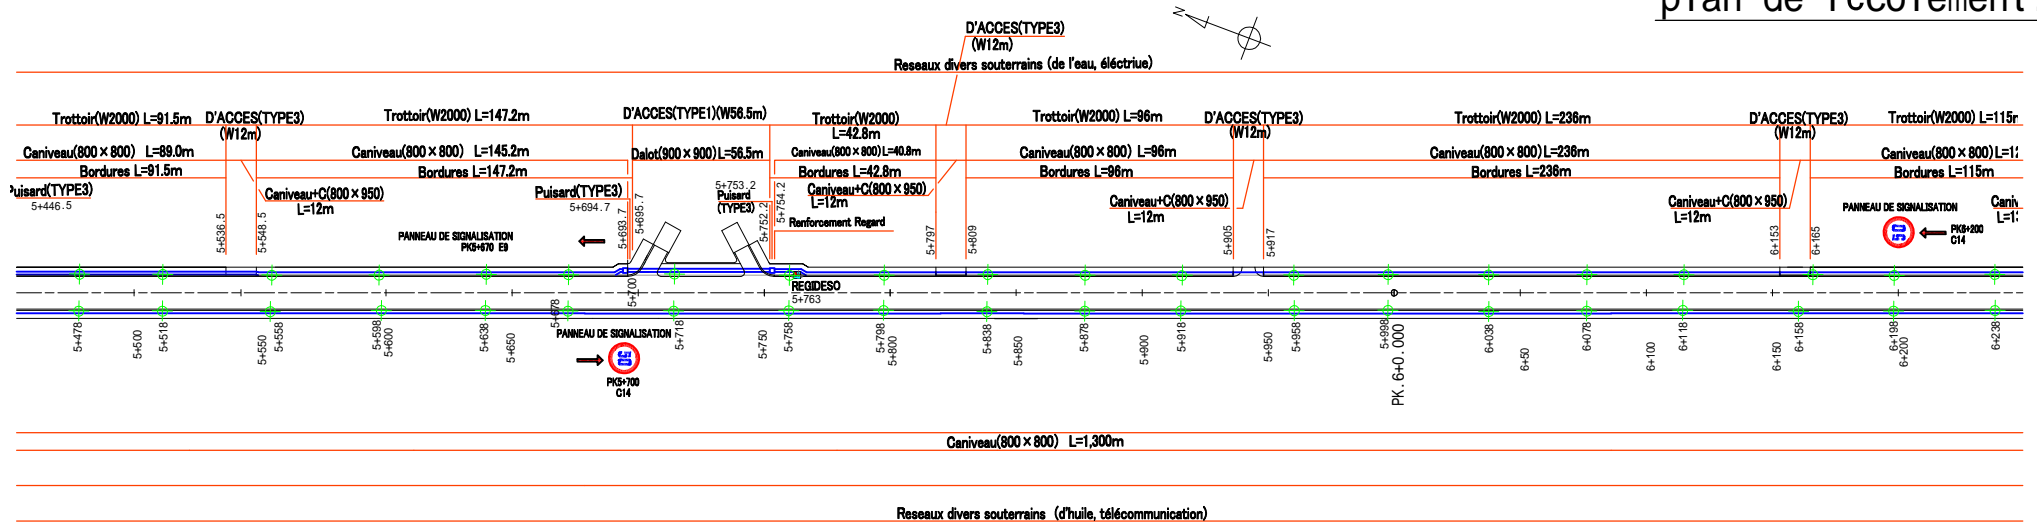 D'ACCES(TYPE3)
(W12m)
Reseaux divers souterrains (de l'eau, éléctriue)
N
Trottoir(W2000) L=91.5m
D'ACCES(TYPE3)
(W12m)
Trottoir(W2000) L=147.2m
D'ACCES(TYPE1)(W56.5m)
Trottoir(W2000)
L=42.8m
Trottoir(W2000) L=96m
D'ACCES(TYPE3)
(W12m)
Trottoir(W2000) L=236m
D'ACCES(TYPE3)
(W12m)
Trottoir(W2000) L=115m
Caniveau(800×800) L=89.0m
Caniveau(800×800) L=145.2m
Dalot(900×900)L=56.5m
Caniveau(800×800)L=40.8m
Caniveau(800×800) L=96m
Caniveau(800×800)L=236m
Caniveau(800×800)
Bordures L=91.5m
Bordures L=147.2m
Bordures L=42.8m
Bordures L=96m
Bordures L=236m
Bordures L=115m
Puisard(TYPE3)
5+446.5
Caniveau+C(800×950)
L=12m
Puisard(TYPE3)
5+694.7
5+753.2
Puisard
(TYPE3)
Caniveau+C(800×950)
L=12m
Caniveau+C(800×950)
L=12m
Caniveau+C(800×950)
L=12m
Renforcement Regard
5+536.5
5+548.5
5+693.7
5+695.7
5+752.2
5+754.2
5+797
5+809
5+905
5+917
6+153
6+165
PANNEAU DE SIGNALISATION
PK5+670 E9
PANNEAU DE SIGNALISATION
50
PK6+200
C14
REGIDESO
5+763
5+478
5+500
5+518
5+550
5+558
5+598
5+600
5+638
5+650
5+678
5+700
5+718
5+750
5+758
5+798
5+800
5+838
5+850
5+878
5+900
5+918
5+950
5+958
5+998
PK.6+0.000
6+038
6+50
6+078
6+100
6+118
6+150
6+158
6+198
6+200
6+238
PANNEAU DE SIGNALISATION
50
PK5+700
C14
Caniveau(800×800) L=1,300m
Reseaux divers souterrains (d'huile, télécommunication)